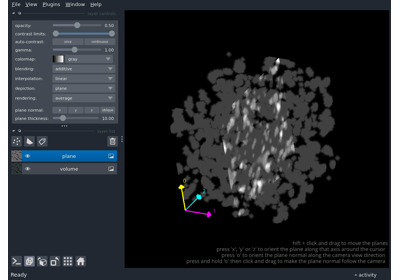 File View Plugins Window Help
opacity: 0.50
contrast limits:
auto-contrast: once continuous
gamma: 1.00
colormap: gray
blending: additive
interpolation: linear
depiction: plane
rendering: average
plane normal: x y z oblique
plane thickness: 10.00
plane
volume
shift + click and drag to move the planes
press 'x', 'y' or 'z' to orient the plane along that axis around the cursor
press 'o' to orient the plane normal along the camera view direction
press and hold 'o' then click and drag to make the plane normal follow the camera
Ready activity